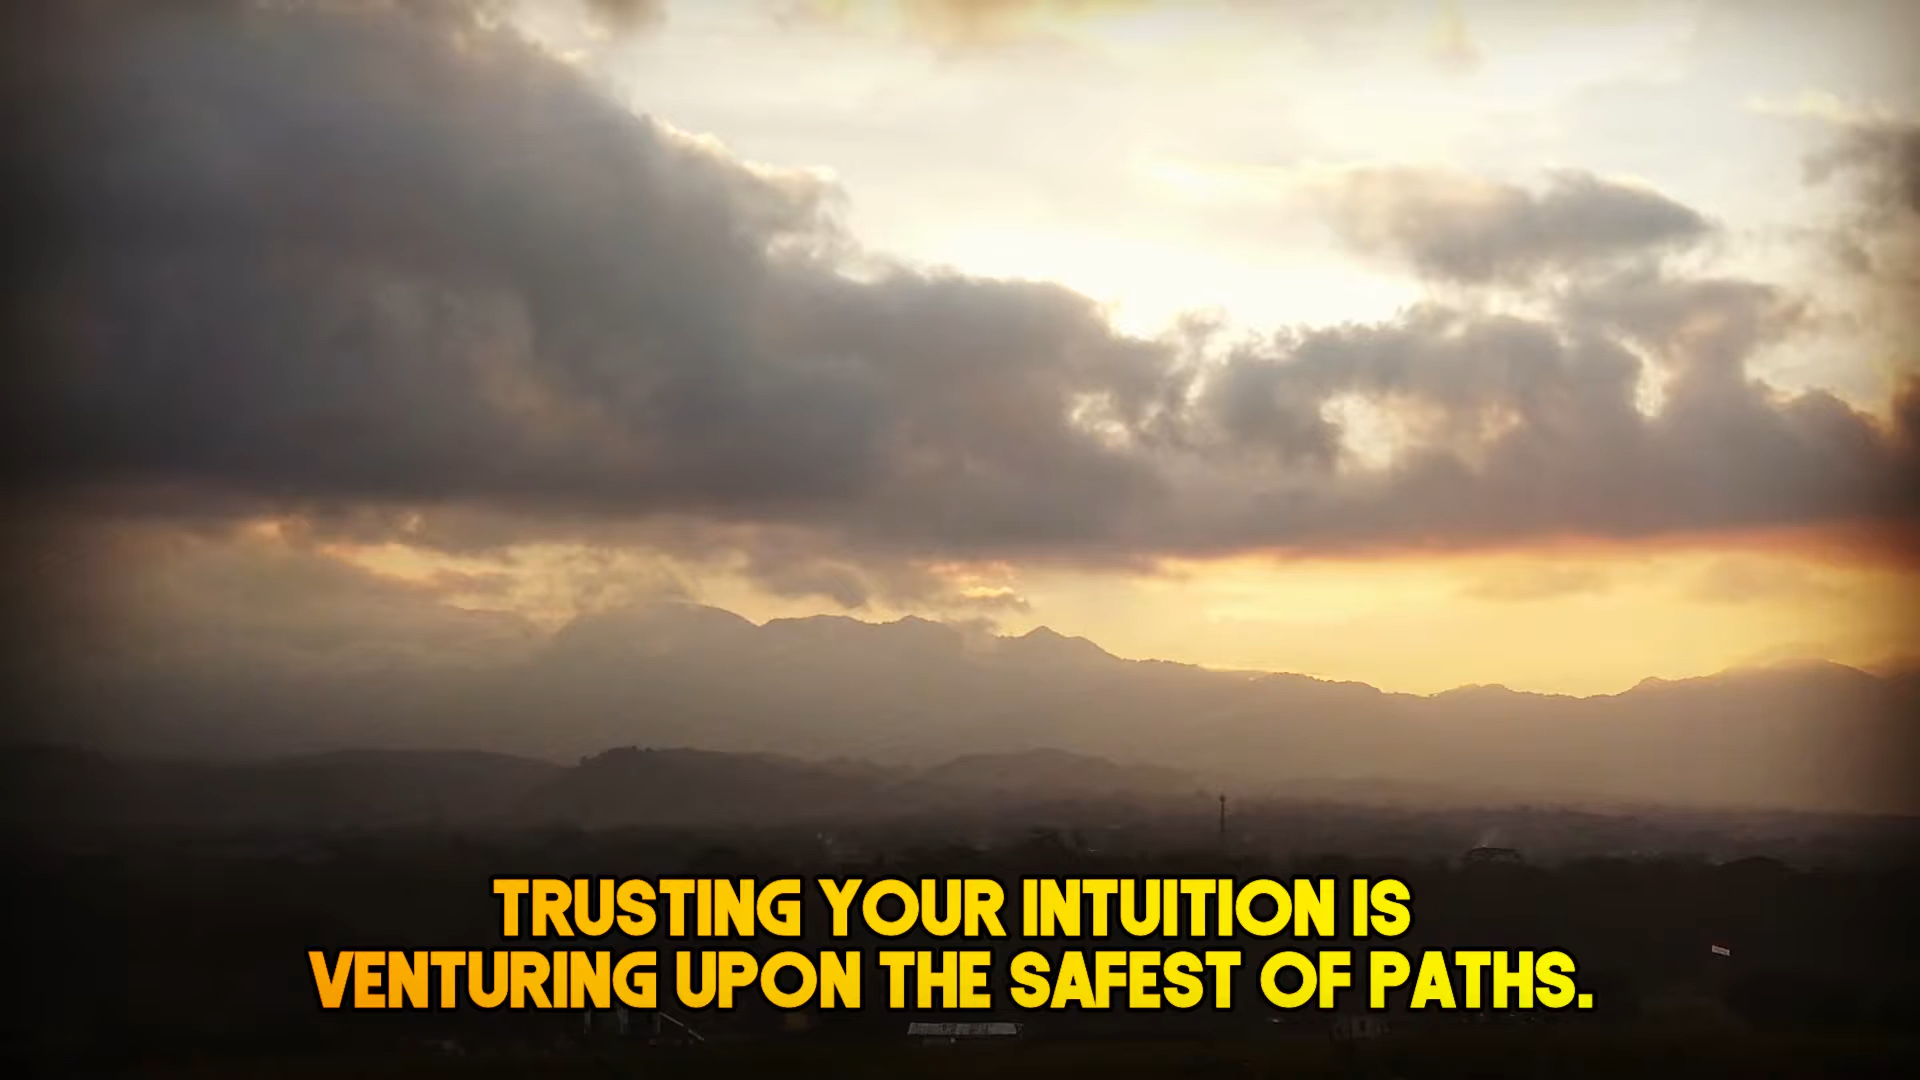 TRUSTING YOUR INTUITION IS
VENTURING UPON THE SAFEST OF PATHS.